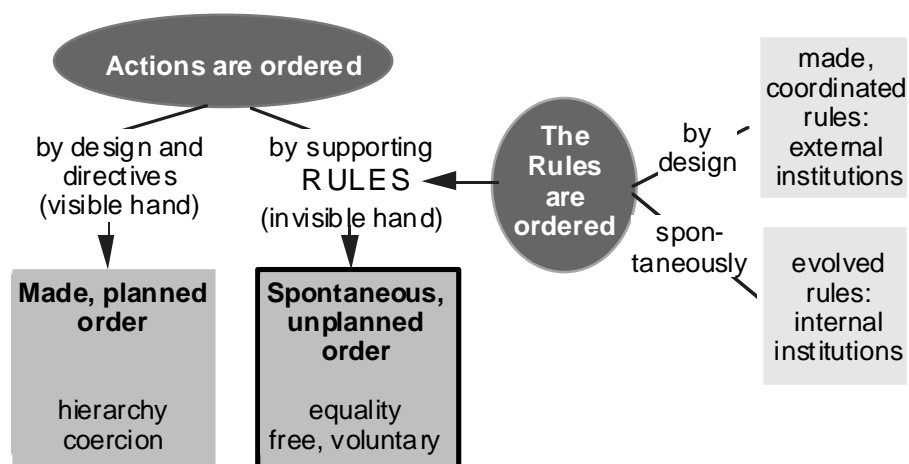 Actions are ordered
by design and
directives
(visible hand)
by supporting
RULES
(invisible hand)
Made, planned
order
hierarchy
coercion
Spontaneous,
unplanned
order
equality
free, voluntary
The
Rules
are
ordered
by
design
spon-
taneously
made,
coordinated
rules:
external
institutions
evolved
rules:
internal
institutions